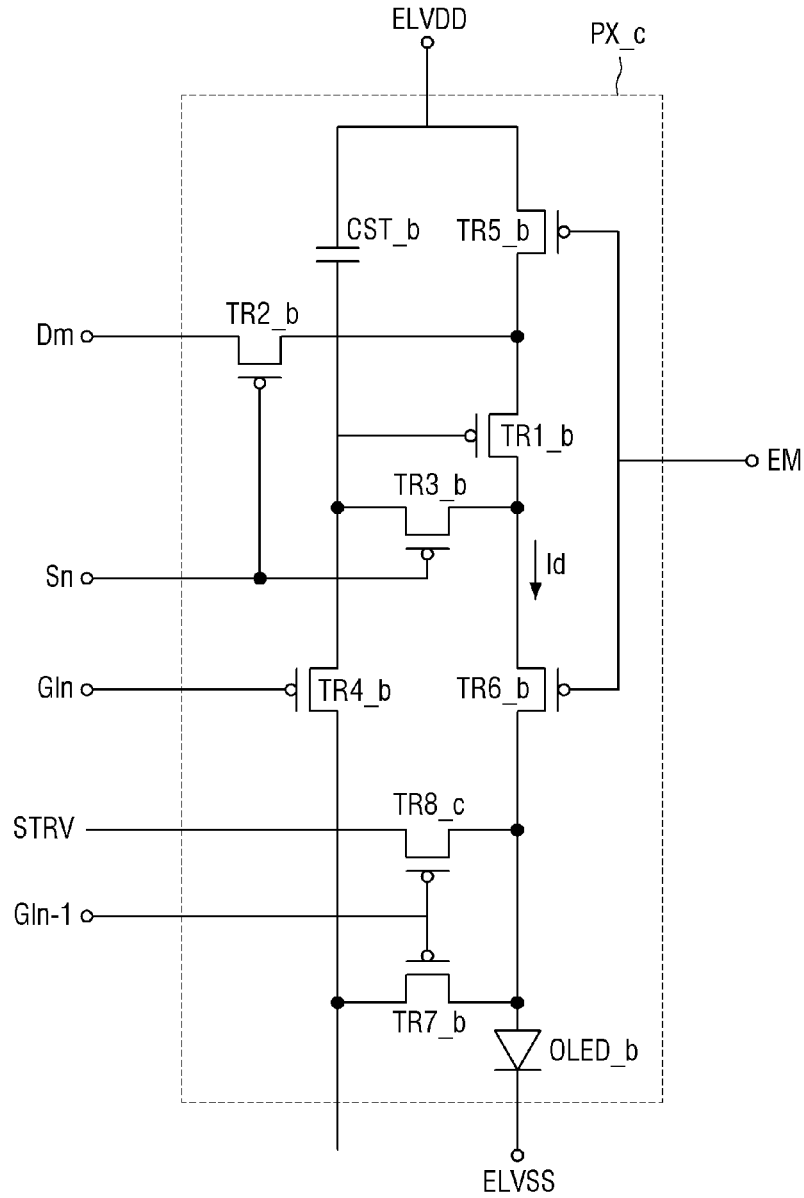 ELVDD
PX_c
CST_b
TR5_b
TR2_b
Dm
TR1_b
EM
TR3_b
Id
Sn
GIn
TR4_b
TR6_b
TR8_c
STRV
GIn-1
TR7_b
OLED_b
ELVSS